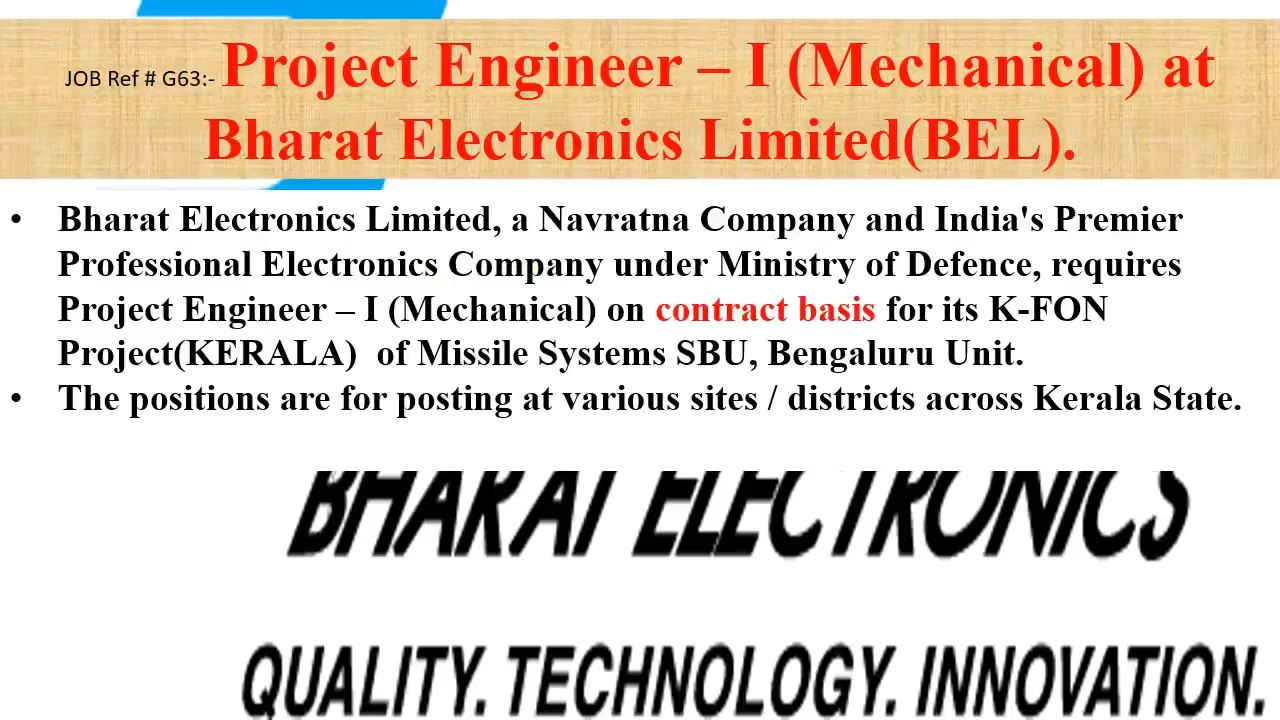 JOB Ref # G63:- Project Engineer – I (Mechanical) at
Bharat Electronics Limited(BEL).
• Bharat Electronics Limited, a Navratna Company and India's Premier
Professional Electronics Company under Ministry of Defence, requires
Project Engineer – I (Mechanical) on contract basis for its K-FON
Project(KERALA)  of Missile Systems SBU, Bengaluru Unit.
• The positions are for posting at various sites / districts across Kerala State.
BHARAT ELECTRONICS
QUALITY. TECHNOLOGY. INNOVATION.